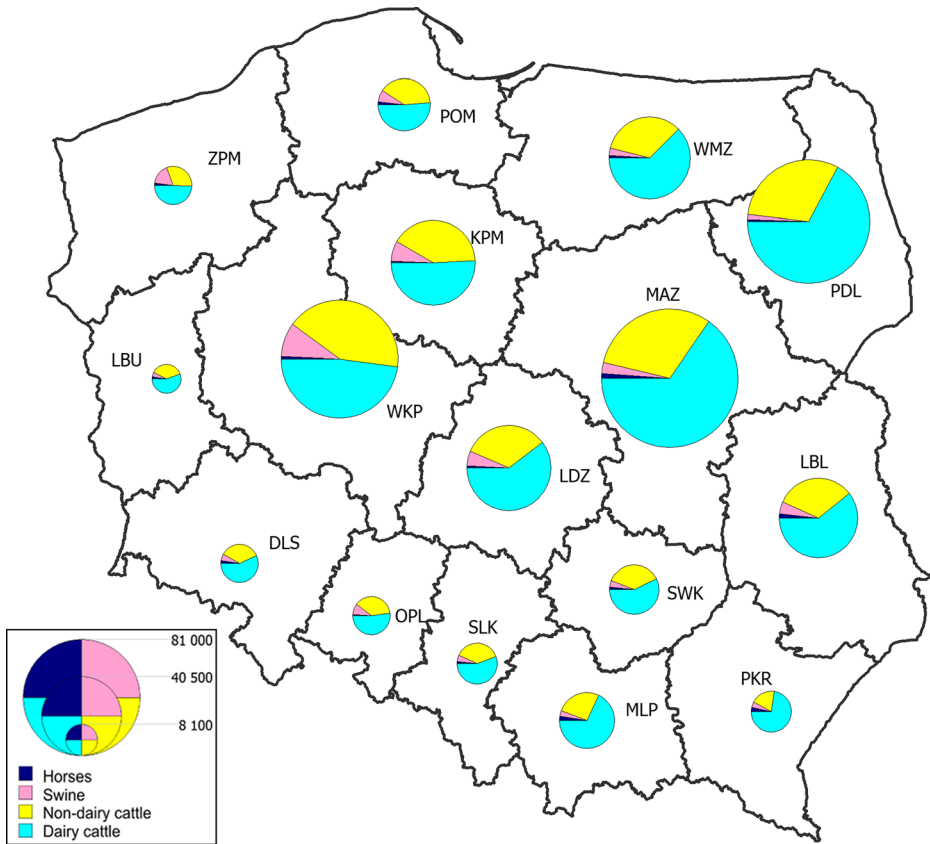 POM
ZPM
WMZ
KPM
PDL
MAZ
LBU
WKP
LBL
LDZ
DLS
SWK
OPL
SLK
PKR
MLP
81 000
40 500
8 100
Horses
Swine
Non-dairy cattle
Dairy cattle